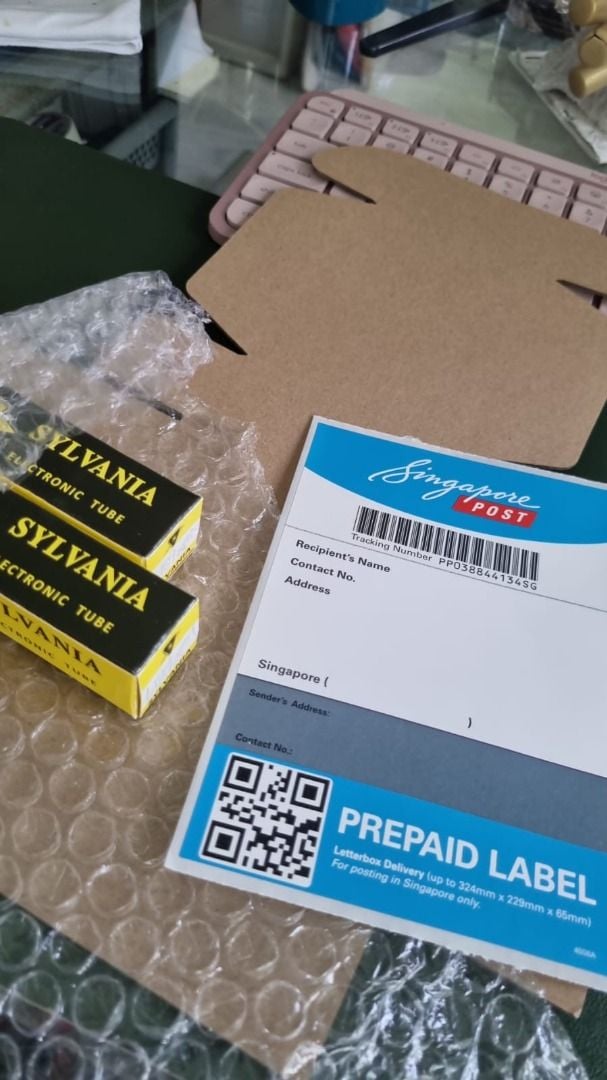 SYLVANIA
ELECTRONIC TUBE
SYLVANIA
ELECTRONIC TUBE
SYLVANIA
ELECTRONIC TUBE
Singapore
POST
Tracking Number PP038844134SG
Recipient's Name
Contact No.
Address
Singapore ( )
Sender's Address:
Contact No.:
PREPAID LABEL
Letterbox Delivery (up to 324mm x 229mm x 65mm)
For posting in Singapore only.